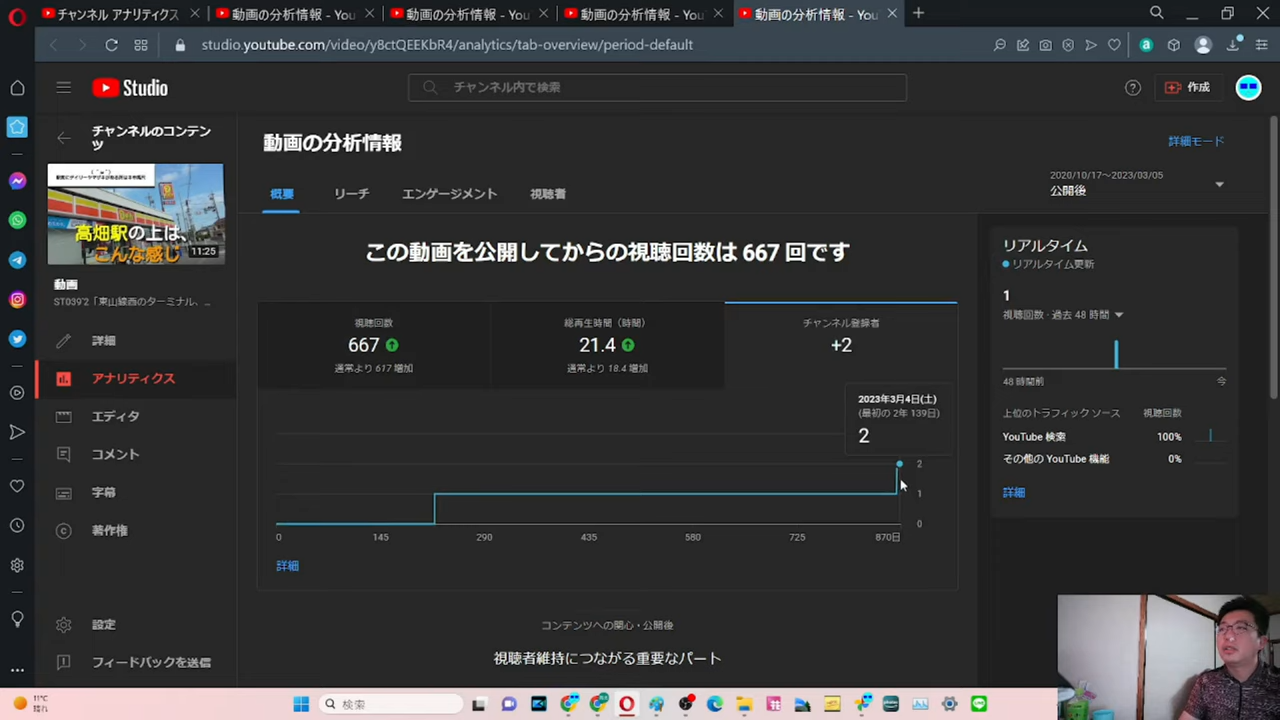 チャンネル アナリティクス
動画の分析情報 - You
動画の分析情報 - You
動画の分析情報 - You
動画の分析情報 - You
studio.youtube.com/video/y8ctQEEKbR4/analytics/tab-overview/period-default
Studio
チャンネル内で検索
作成
チャンネルのコンテン
ツ
高畑駅の上は、
こんな感じ
11:25
動画
ST039'2「東山線西のターミナル、...
詳細
アナリティクス
エディタ
コメント
字幕
著作権
設定
フィードバックを送信
動画の分析情報
詳細モード
概要
リーチ
エンゲージメント
視聴者
2020/10/17～2023/03/05
公開後
この動画を公開してからの視聴回数は 667 回です
視聴回数
667
通常より 617 増加
総再生時間（時間）
21.4
通常より 18.4 増加
チャンネル登録者
+2
2023年3月4日(土)
(最初の 2年 139日)
2
2
1
0
0
145
290
435
580
725
870日
詳細
コンテンツへの関心・公開後
視聴者維持につながる重要なパート
リアルタイム
リアルタイム更新
1
視聴回数・過去 48 時間
48 時間前
今
上位のトラフィック ソース
視聴回数
YouTube 検索
100%
その他の YouTube 機能
0%
詳細
11℃
晴れ
検索